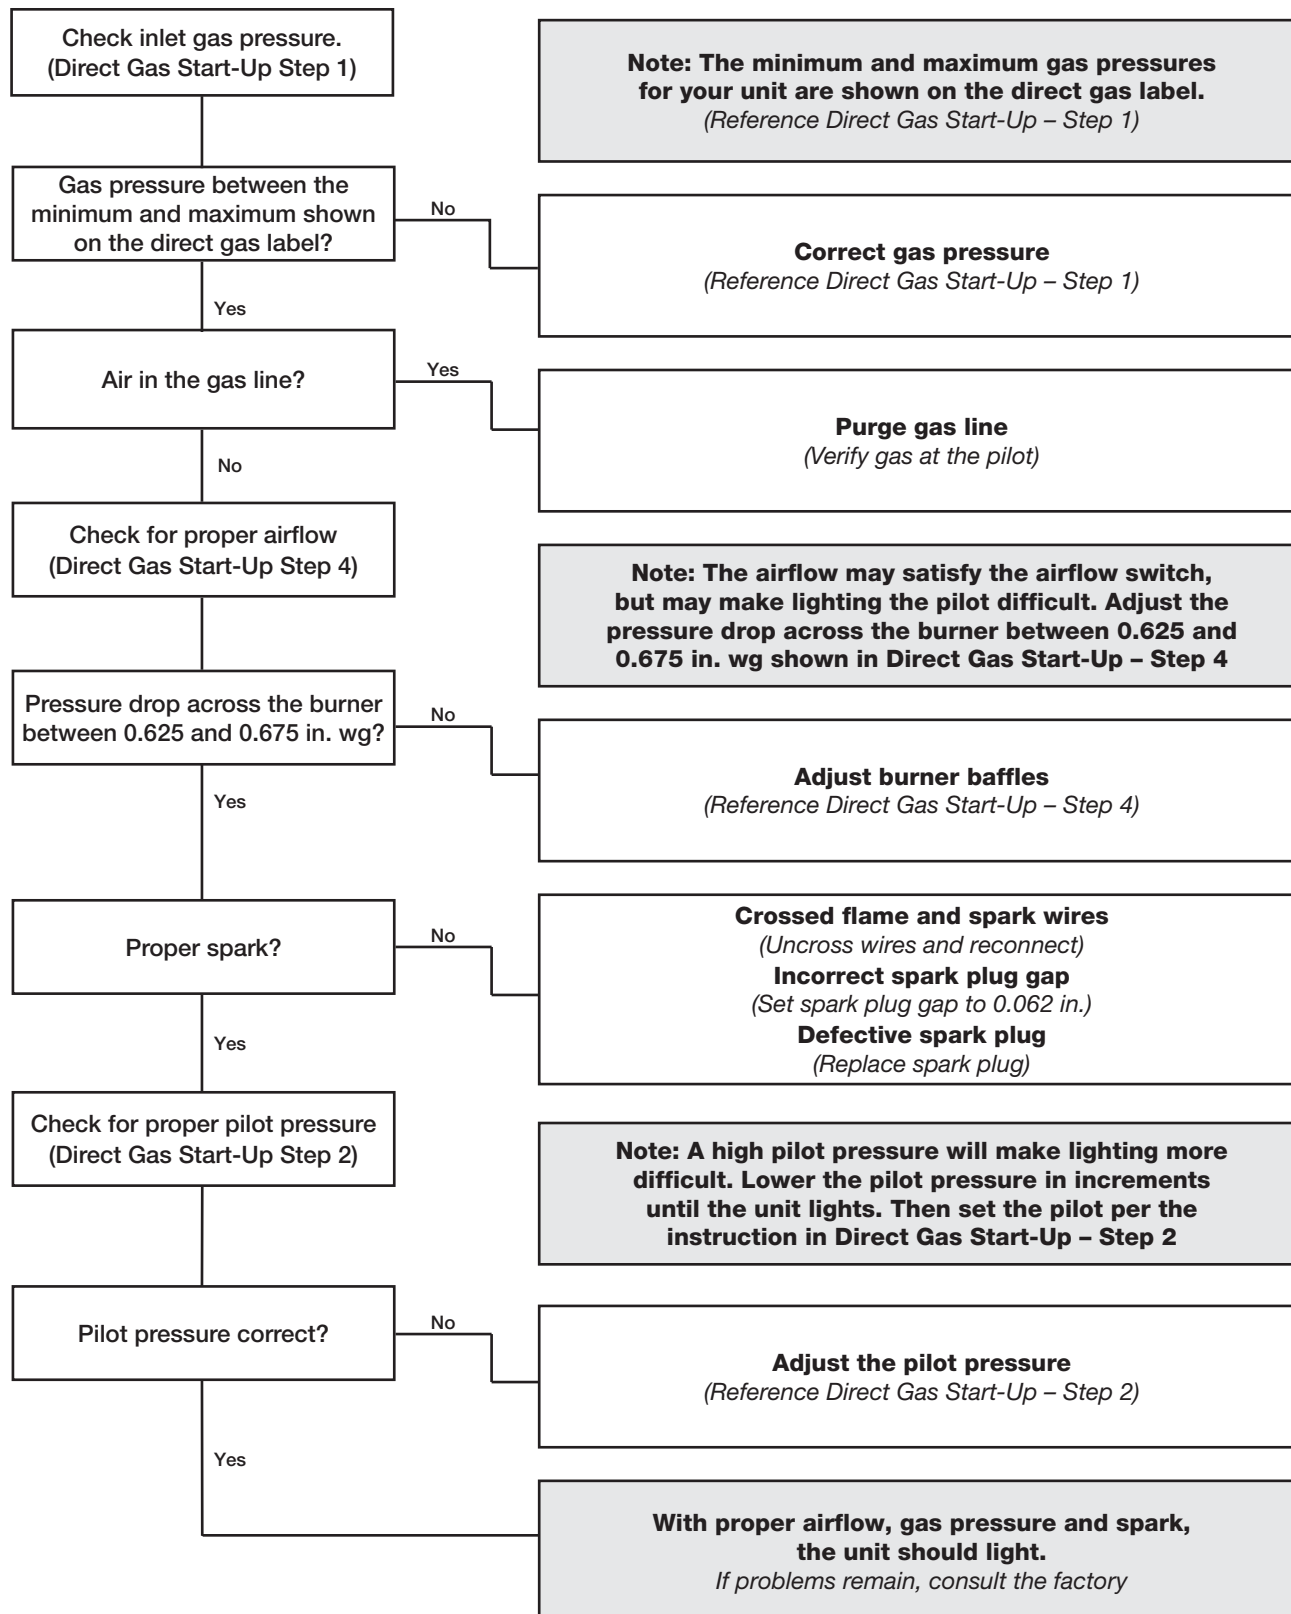 Check inlet gas pressure.
(Direct Gas Start-Up Step 1)
Note: The minimum and maximum gas pressures
for your unit are shown on the direct gas label.
(Reference Direct Gas Start-Up – Step 1)
Gas pressure between the
minimum and maximum shown
on the direct gas label?
No
Correct gas pressure
(Reference Direct Gas Start-Up – Step 1)
Yes
Air in the gas line?
Yes
Purge gas line
(Verify gas at the pilot)
No
Check for proper airflow
(Direct Gas Start-Up Step 4)
Note: The airflow may satisfy the airflow switch,
but may make lighting the pilot difficult. Adjust the
pressure drop across the burner between 0.625 and
0.675 in. wg shown in Direct Gas Start-Up – Step 4
Pressure drop across the burner
between 0.625 and 0.675 in. wg?
No
Adjust burner baffles
(Reference Direct Gas Start-Up – Step 4)
Yes
Proper spark?
No
Crossed flame and spark wires
(Uncross wires and reconnect)
Incorrect spark plug gap
(Set spark plug gap to 0.062 in.)
Defective spark plug
(Replace spark plug)
Yes
Check for proper pilot pressure
(Direct Gas Start-Up Step 2)
Note: A high pilot pressure will make lighting more
difficult. Lower the pilot pressure in increments
until the unit lights. Then set the pilot per the
instruction in Direct Gas Start-Up – Step 2
Pilot pressure correct?
No
Adjust the pilot pressure
(Reference Direct Gas Start-Up – Step 2)
Yes
With proper airflow, gas pressure and spark,
the unit should light.
If problems remain, consult the factory